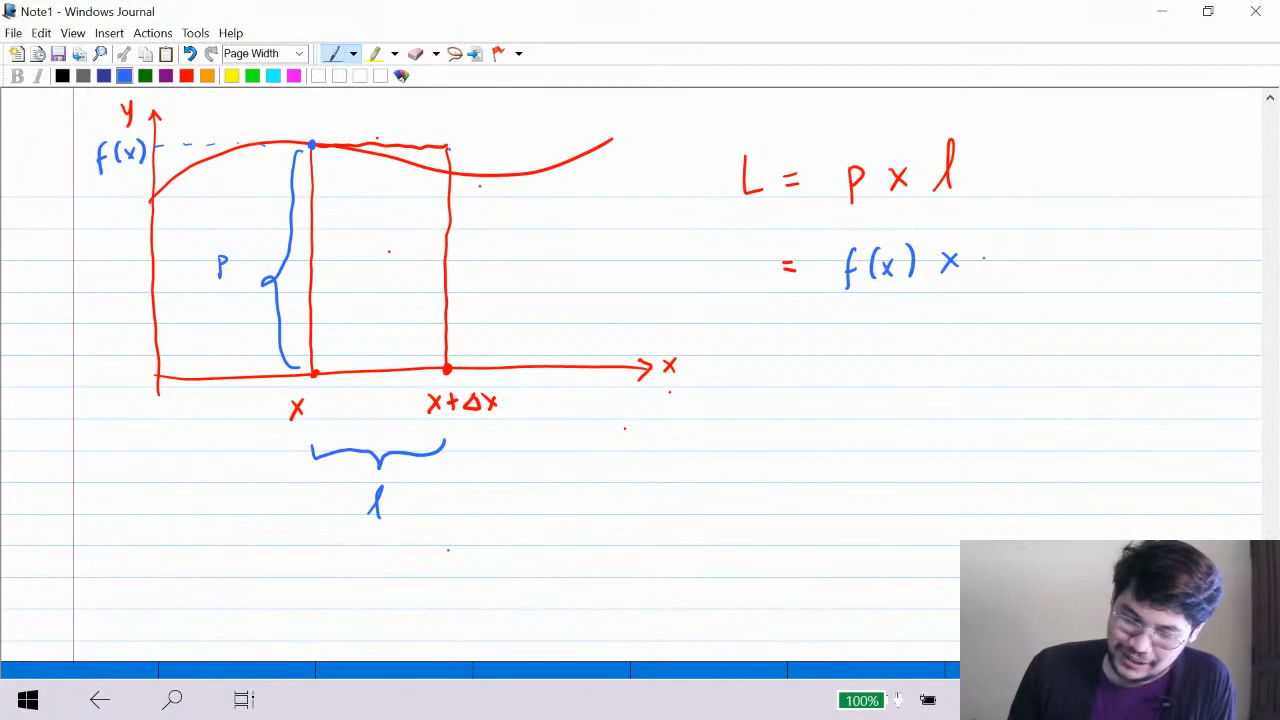 Note1 - Windows Journal
File Edit View Insert Actions Tools Help
Page Width
B I
y
f(x)
p
x
x
x+Δx
l
L = p x l
= f(x) x
100%